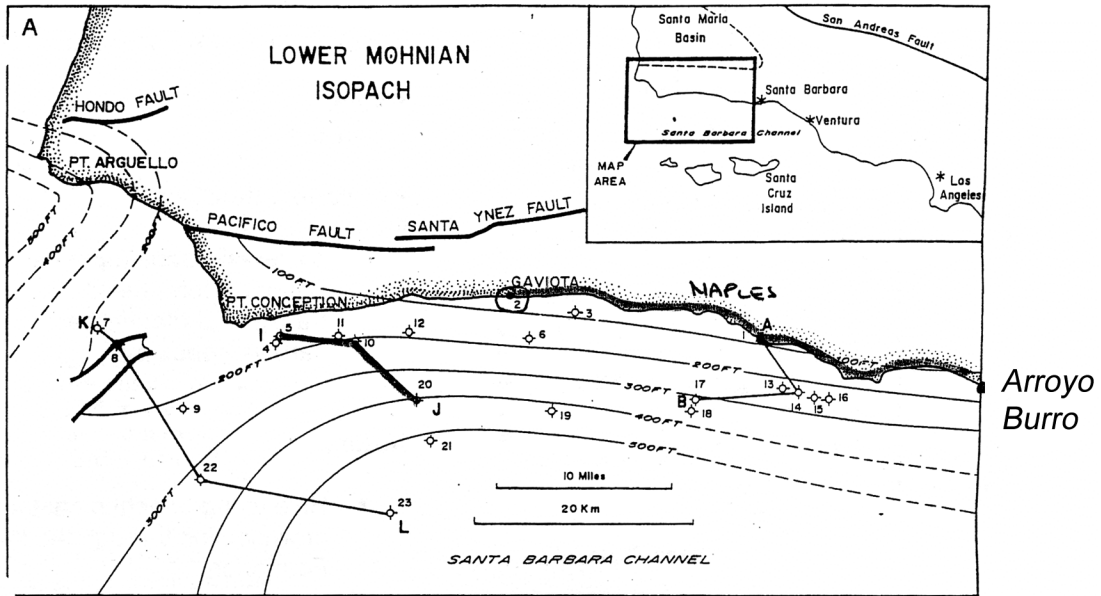 A
LOWER MOHNIAN
ISOPACH
Santa Maria
Basin
San Andreas Fault
Santa Barbara
Ventura
Santa Barbara Channel
MAP
AREA
Santa
Cruz
Island
Los
Angeles
HONDO FAULT
PT. ARGUELLO
PACIFICO FAULT
SANTA YNEZ FAULT
500 FT
400 FT
100 FT
PT. CONCEPTION
GAVIOTA
2
NAPLES
3
A
1
100 FT
K
7
8
I
5
4
11
10
12
6
200 FT
200 FT
300 FT
9
20
J
19
17
B
18
13
14
15
16
400 FT
500 FT
21
22
23
L
300 FT
10 Miles
20 Km
SANTA BARBARA CHANNEL
Arroyo
Burro